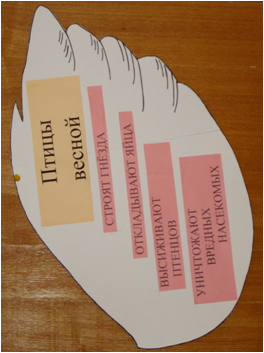 Птицы
весной
СТРОЯТ ГНЁЗДА
ОТКЛАДЫВАЮТ ЯЙЦА
ВЫСИЖИВАЮТ
ПТЕНЦОВ
УНИЧТОЖАЮТ
ВРЕДНЫХ
НАСЕКОМЫХ